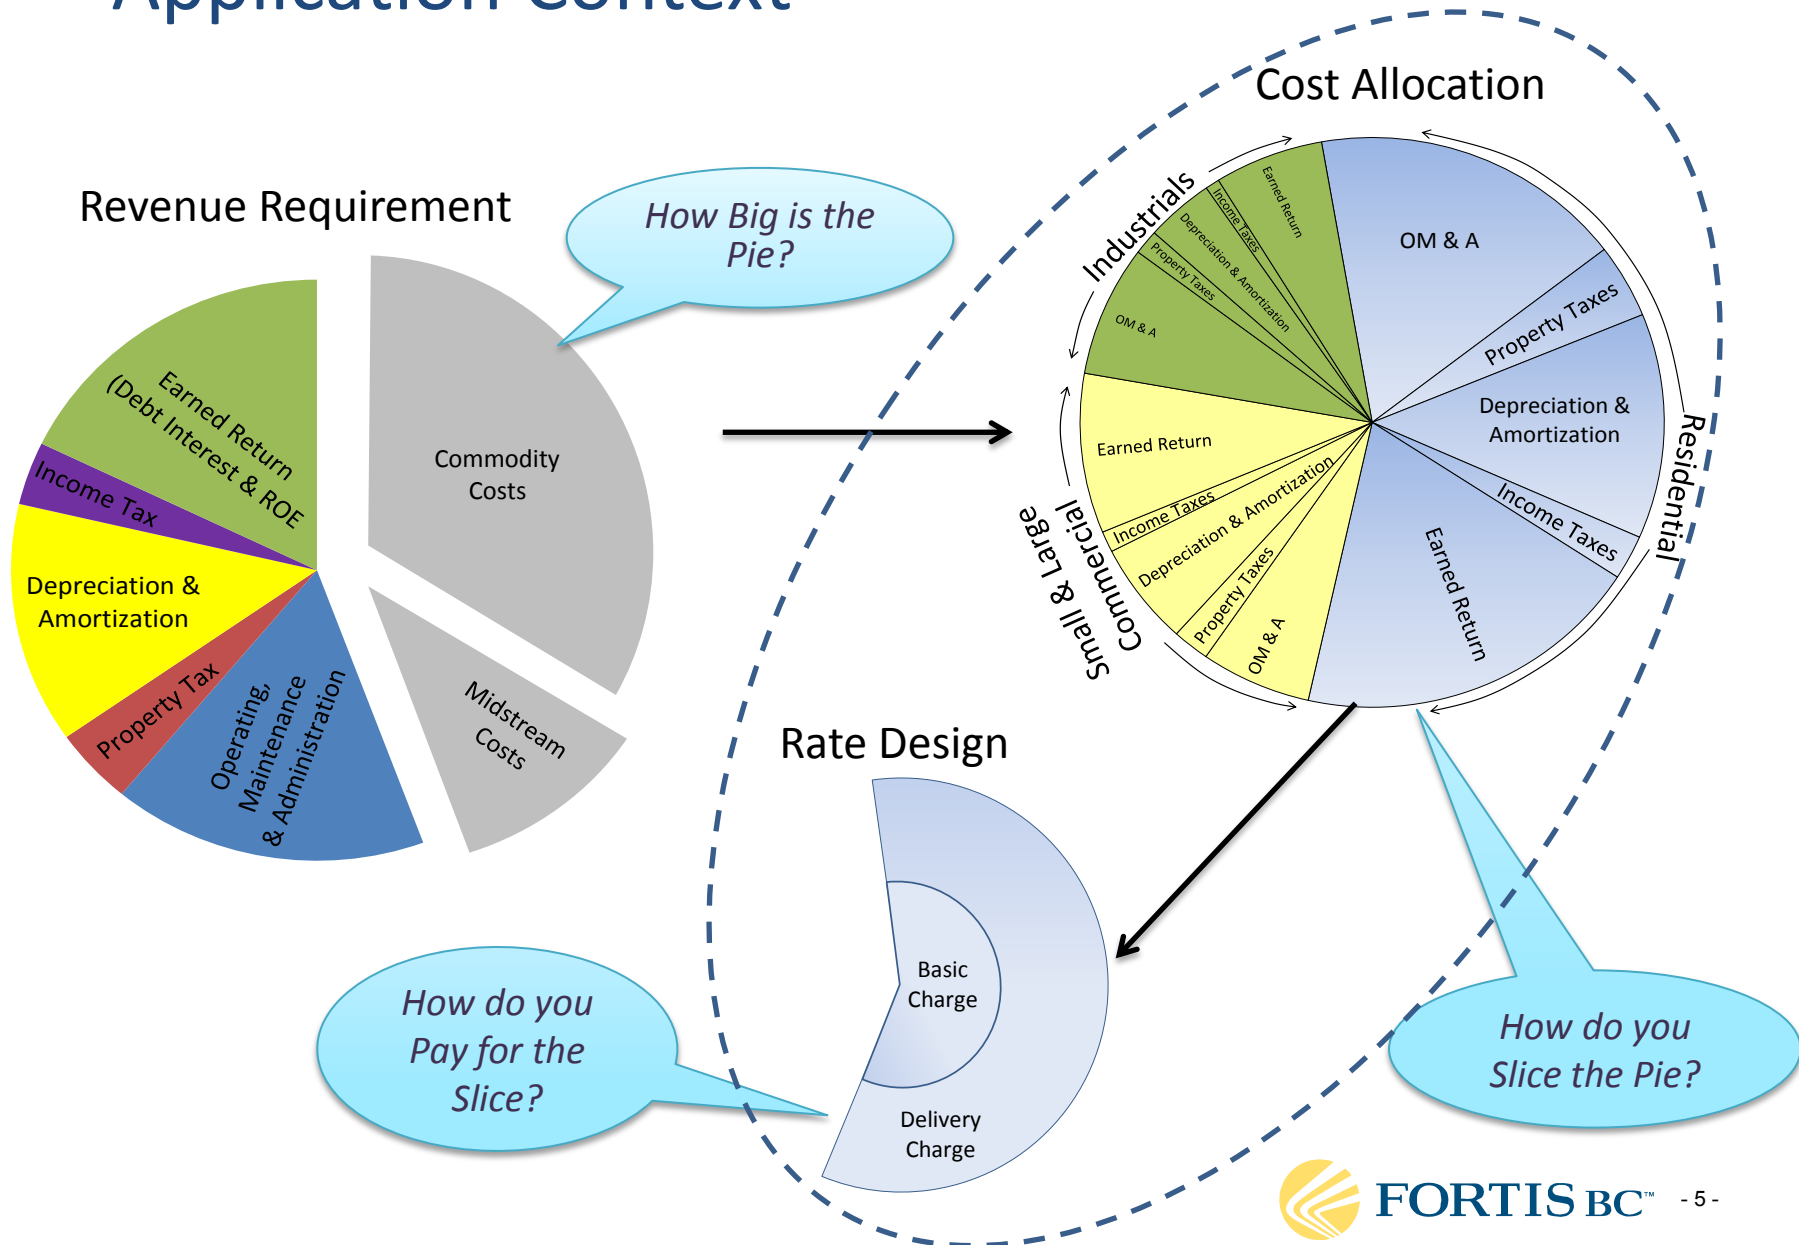 Application Context
Cost Allocation
Revenue Requirement
How Big is the
Pie?
Earned Return
(Debt Interest & ROE
Income Tax
Depreciation &
Amortization
Property Tax
Operating,
Maintenance
& Administration
Commodity
Costs
Midstream
Costs
Industrials
Earned Return
Income Taxes
Depreciation & Amortization
Property Taxes
OM & A
Residential
OM & A
Property Taxes
Depreciation &
Amortization
Income Taxes
Earned Return
Small & Large
Commercial
Earned Return
Income Taxes
Depreciation & Amortization
Property Taxes
OM & A
Rate Design
Basic
Charge
Delivery
Charge
How do you
Pay for the
Slice?
How do you
Slice the Pie?
FORTIS BC™
- 5 -